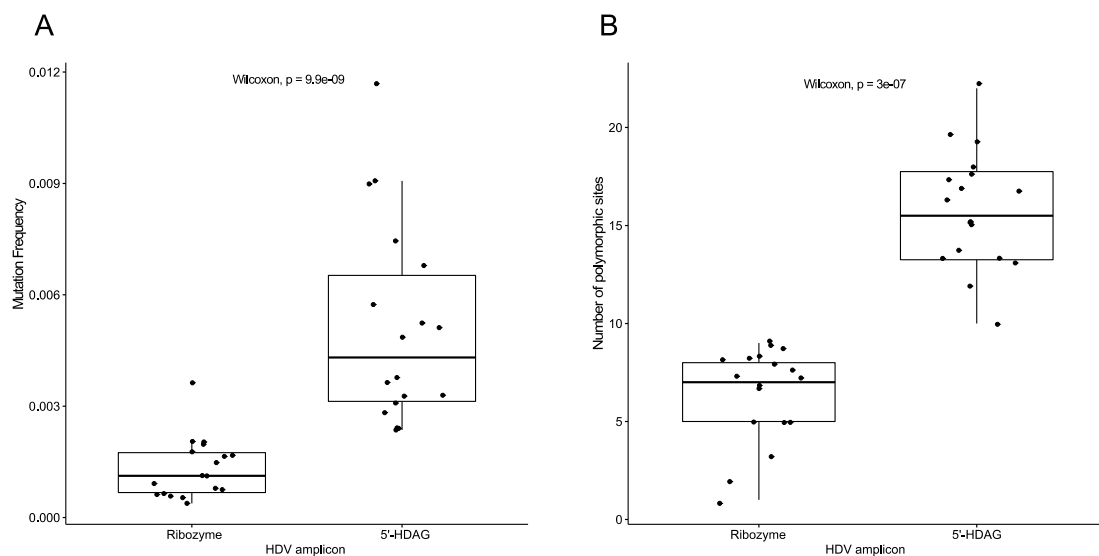 A
Wilcoxon, p = 9.9e-09
0.012
0.009
0.006
0.003
0.000
Mutation Frequency
Ribozyme
5'-HDAG
HDV amplicon
B
Wilcoxon, p = 3e-07
20
15
10
5
0
Number of polymorphic sites
Ribozyme
5'-HDAG
HDV amplicon